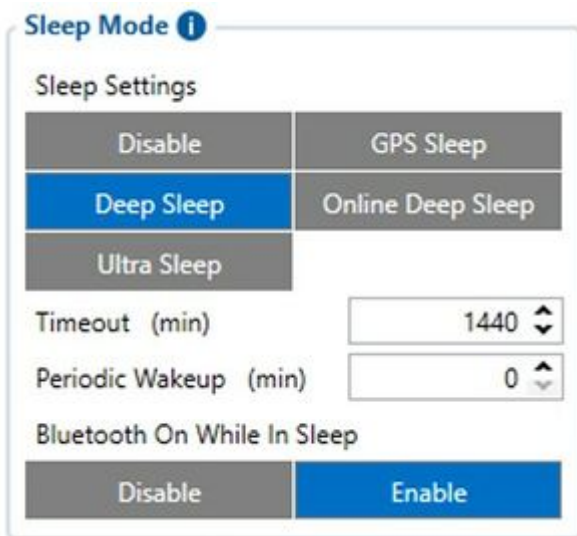 Sleep Mode i
Sleep Settings
Disable GPS Sleep
Deep Sleep Online Deep Sleep
Ultra Sleep
Timeout (min) 1440
Periodic Wakeup (min) 0
Bluetooth On While In Sleep
Disable Enable